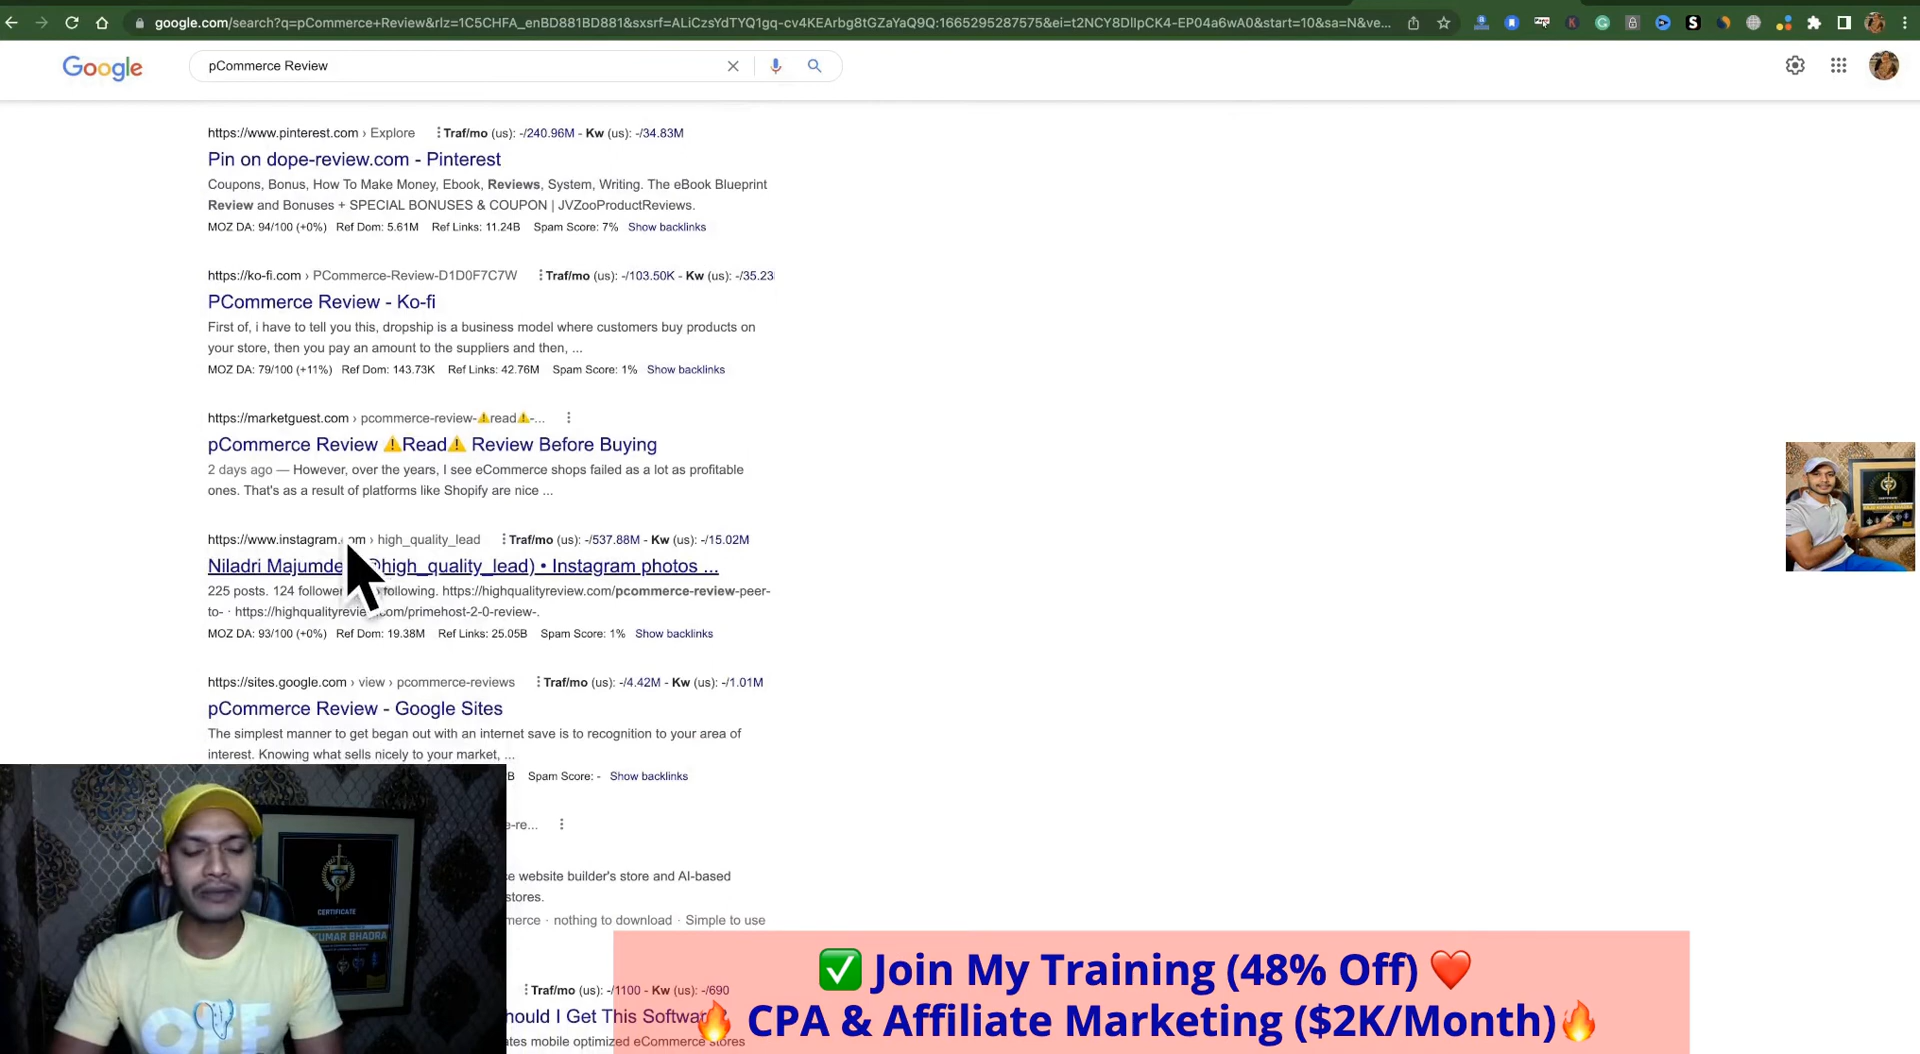 google.com/search?q=pCommerce+Review&rlz=1C5CHFA_enBD881BD881&sxsrf=ALiCzsYdTYQ1gq-cv4KEArbg8tGZaYaQ9Q:1665295287575&ei=t2NCY8DlIpCK4-EP04a6wA0&start=10&sa=N&ve...
Google
pCommerce Review
https://www.pinterest.com › Explore Traf/mo (us): -/240.96M - Kw (us): -/34.83M
Pin on dope-review.com - Pinterest
Coupons, Bonus, How To Make Money, Ebook, Reviews, System, Writing. The eBook Blueprint
Review and Bonuses + SPECIAL BONUSES & COUPON | JVZooProductReviews.
MOZ DA: 94/100 (+0%) Ref Dom: 5.61M Ref Links: 11.24B Spam Score: 7% Show backlinks
https://ko-fi.com › PCommerce-Review-D1D0F7C7W Traf/mo (us): -/103.50K - Kw (us): -/35.23
PCommerce Review - Ko-fi
First of, i have to tell you this, dropship is a business model where customers buy products on
your store, then you pay an amount to the suppliers and then, ...
MOZ DA: 79/100 (+11%) Ref Dom: 143.73K Ref Links: 42.76M Spam Score: 1% Show backlinks
https://marketguest.com › pcommerce-review-⚠️read⚠️-...
pCommerce Review ⚠️Read⚠️ Review Before Buying
2 days ago — However, over the years, I see eCommerce shops failed as a lot as profitable
ones. That's as a result of platforms like Shopify are nice ...
https://www.instagram.com › high_quality_lead Traf/mo (us): -/537.88M - Kw (us): -/15.02M
Niladri Majumde @high_quality_lead) • Instagram photos ...
225 posts. 124 follower following. https://highqualityreview.com/pcommerce-review-peer-
to- · https://highqualityreview.com/primehost-2-0-review-.
MOZ DA: 93/100 (+0%) Ref Dom: 19.38M Ref Links: 25.05B Spam Score: 1% Show backlinks
https://sites.google.com › view › pcommerce-reviews Traf/mo (us): -/4.42M - Kw (us): -/1.01M
pCommerce Review - Google Sites
The simplest manner to get began out with an internet save is to recognition to your area of
interest. Knowing what sells nicely to your market, ...
B Spam Score: - Show backlinks
e-re...
e website builder's store and AI-based
stores.
merce · nothing to download · Simple to use
Traf/mo (us): -/1100 - Kw (us): -/690
hould I Get This Softwa
ates mobile optimized eCommerce stores
CERTIFICATE
KUMAR BHADRA
✅ Join My Training (48% Off) ❤️
🔥 CPA & Affiliate Marketing ($2K/Month)🔥